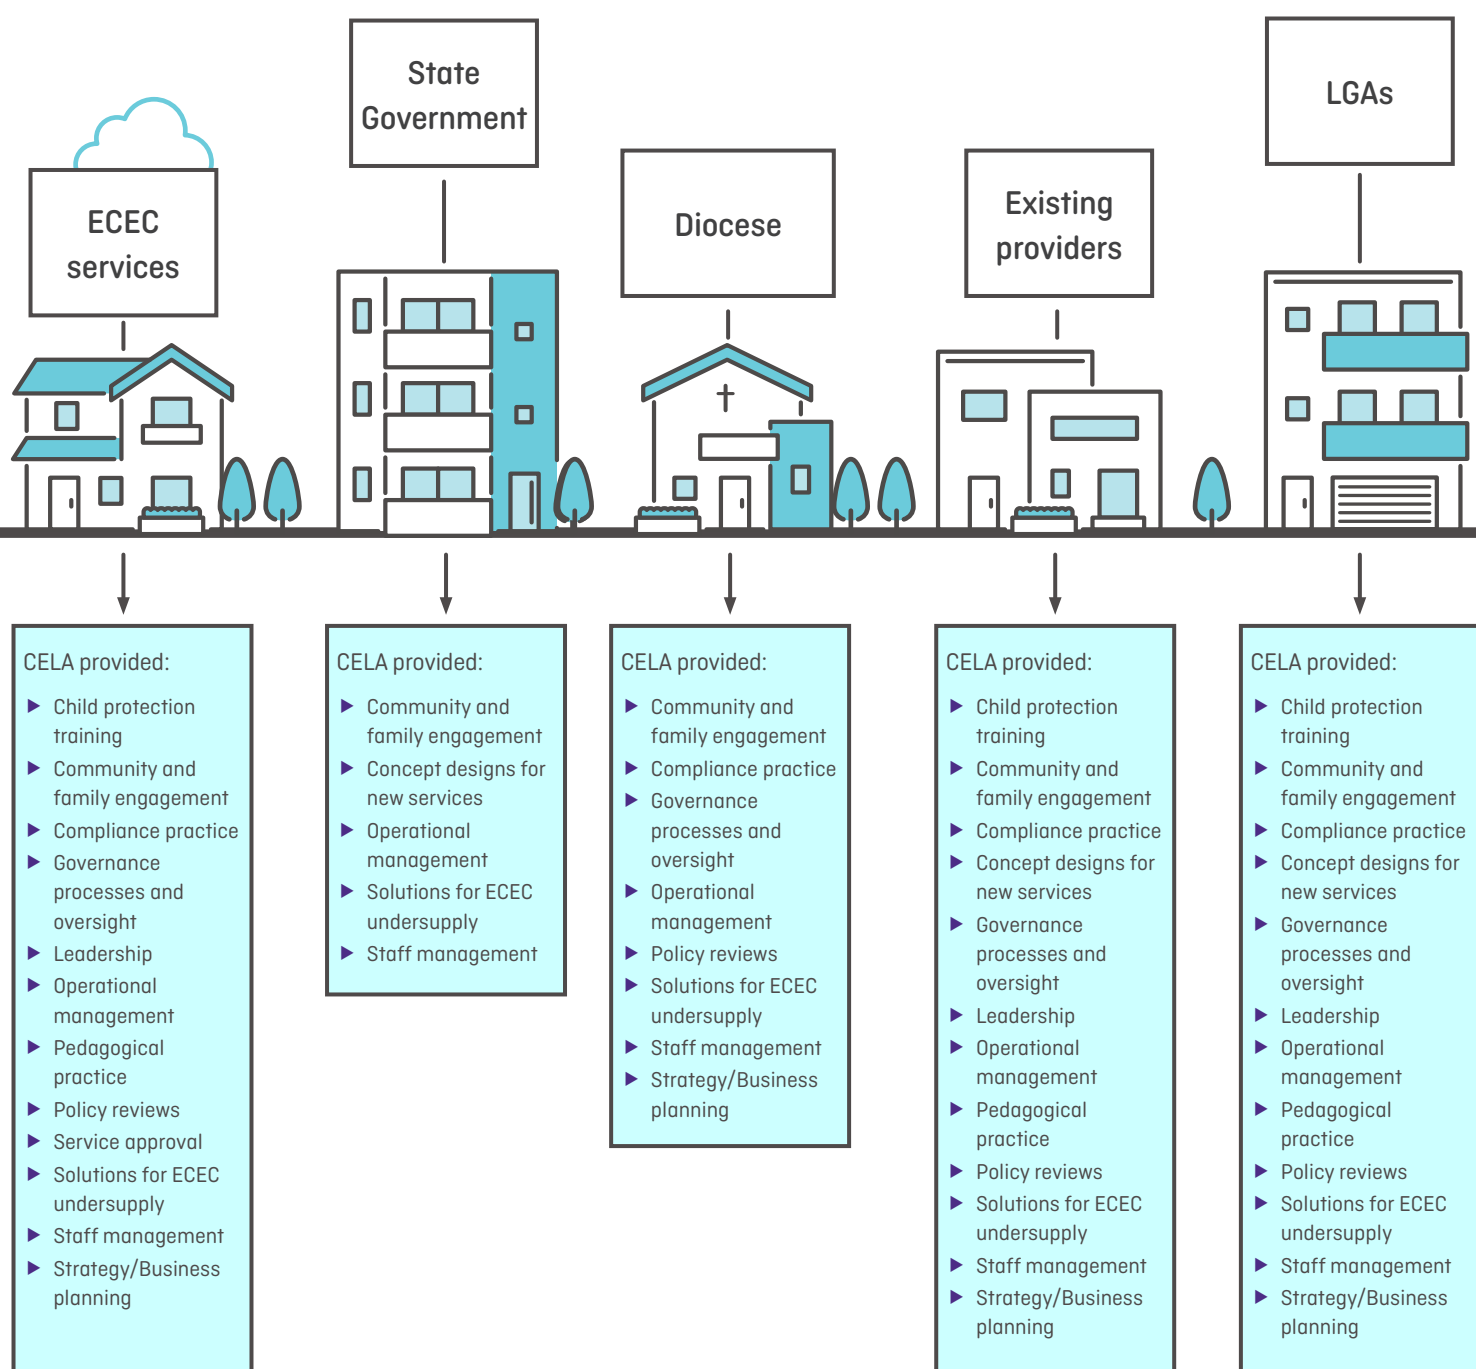 ECEC
services
State
Government
Diocese
Existing
providers
LGAs
CELA provided:
Child protection
training
Community and
family engagement
Compliance practice
Governance
processes and
oversight
Leadership
Operational
management
Pedagogical
practice
Policy reviews
Service approval
Solutions for ECEC
undersupply
Staff management
Strategy/Business
planning
CELA provided:
Community and
family engagement
Concept designs for
new services
Operational
management
Solutions for ECEC
undersupply
Staff management
CELA provided:
Community and
family engagement
Compliance practice
Governance
processes and
oversight
Operational
management
Policy reviews
Solutions for ECEC
undersupply
Staff management
Strategy/Business
planning
CELA provided:
Child protection
training
Community and
family engagement
Compliance practice
Concept designs for
new services
Governance
processes and
oversight
Leadership
Operational
management
Pedagogical
practice
Policy reviews
Solutions for ECEC
undersupply
Staff management
Strategy/Business
planning
CELA provided:
Child protection
training
Community and
family engagement
Compliance practice
Concept designs for
new services
Governance
processes and
oversight
Leadership
Operational
management
Pedagogical
practice
Policy reviews
Solutions for ECEC
undersupply
Staff management
Strategy/Business
planning